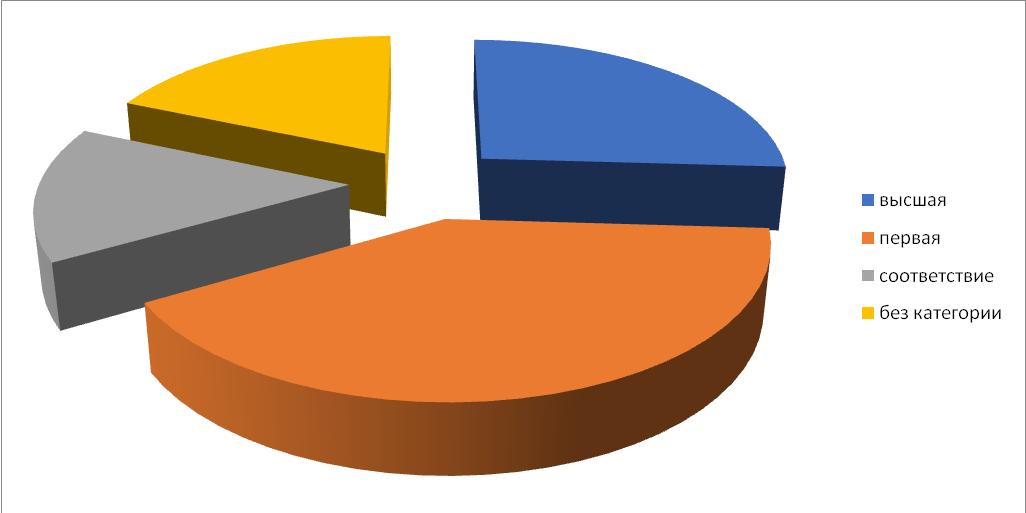 высшая
первая
соответствие
без категории